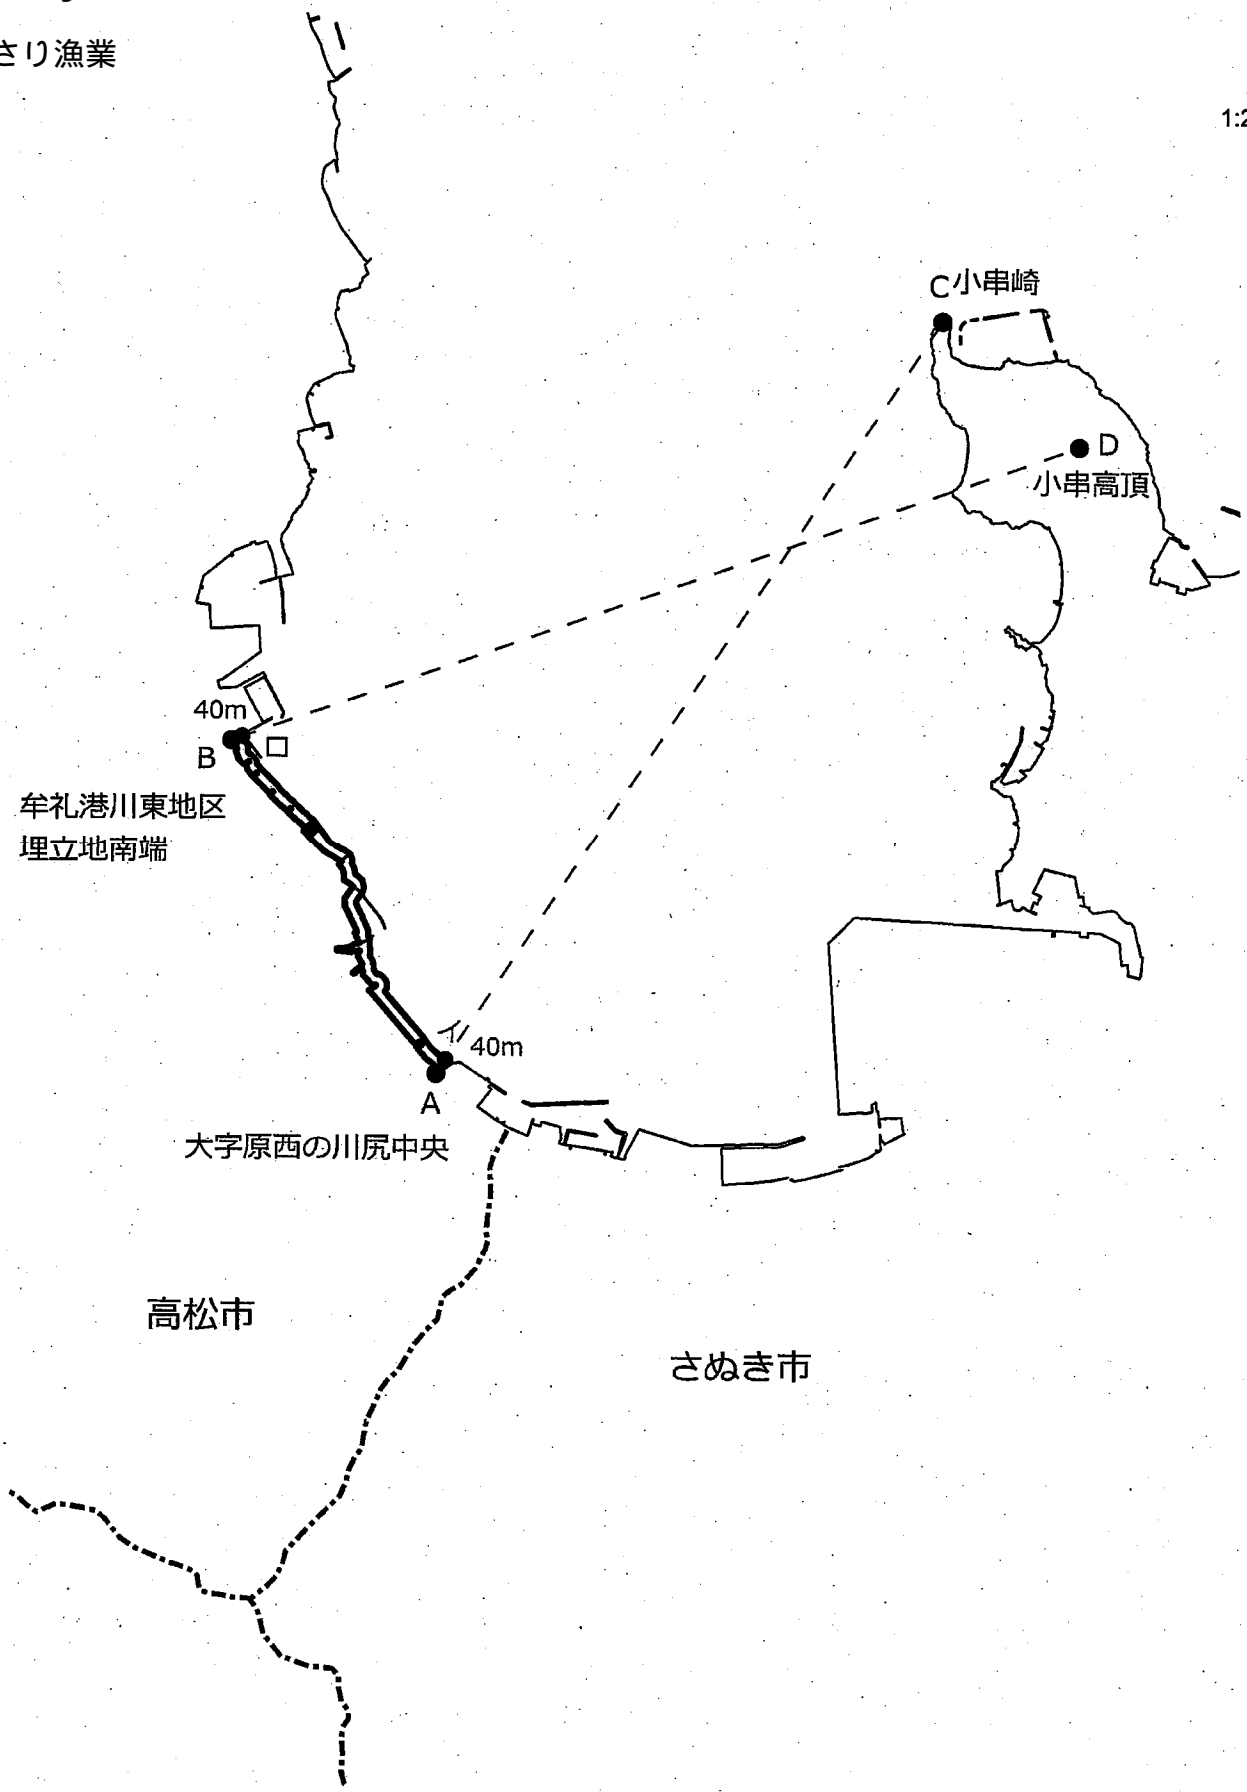 さり漁業
1:2
C小串崎
D
小串高頂
40m
B
ロ
牟礼港川東地区
埋立地南端
イ
40m
A
大字原西の川尻中央
高松市
さぬき市